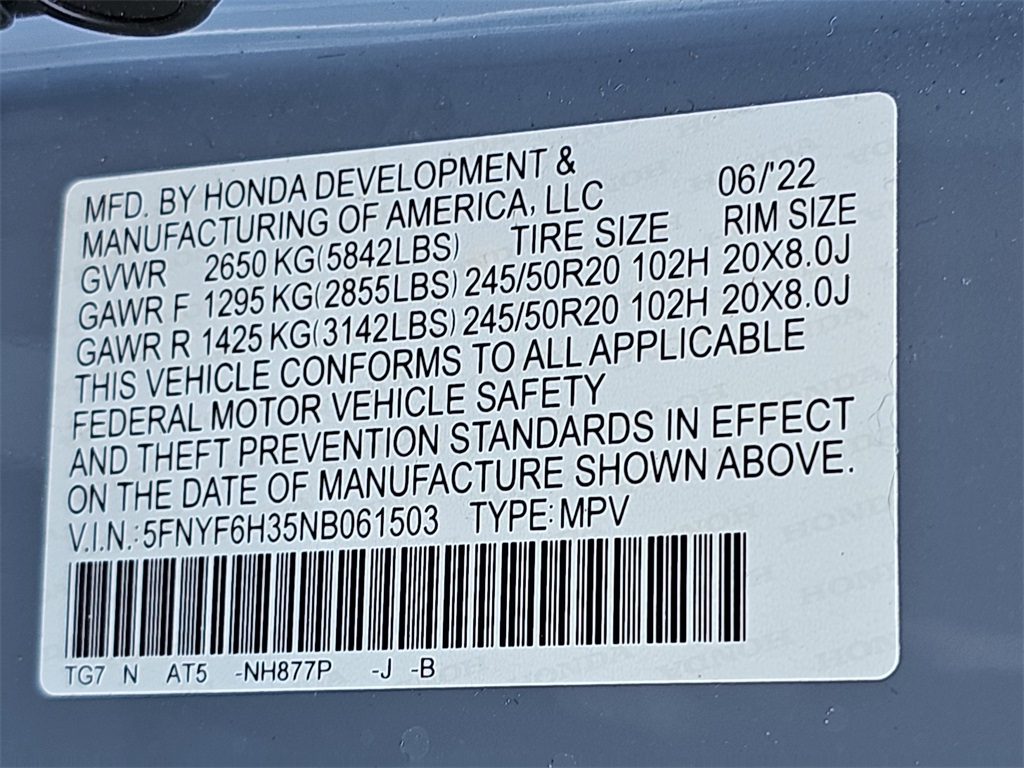 MFD. BY HONDA DEVELOPMENT &
MANUFACTURING OF AMERICA, LLC 06/'22
GVWR 2650 KG(5842LBS) TIRE SIZE RIM SIZE
GAWR F 1295 KG(2855LBS) 245/50R20 102H 20X8.0J
GAWR R 1425 KG(3142LBS) 245/50R20 102H 20X8.0J
THIS VEHICLE CONFORMS TO ALL APPLICABLE
FEDERAL MOTOR VEHICLE SAFETY
AND THEFT PREVENTION STANDARDS IN EFFECT
ON THE DATE OF MANUFACTURE SHOWN ABOVE.
V.I.N.:5FNYF6H35NB061503 TYPE:MPV
TG7 N AT5 -NH877P -J -B